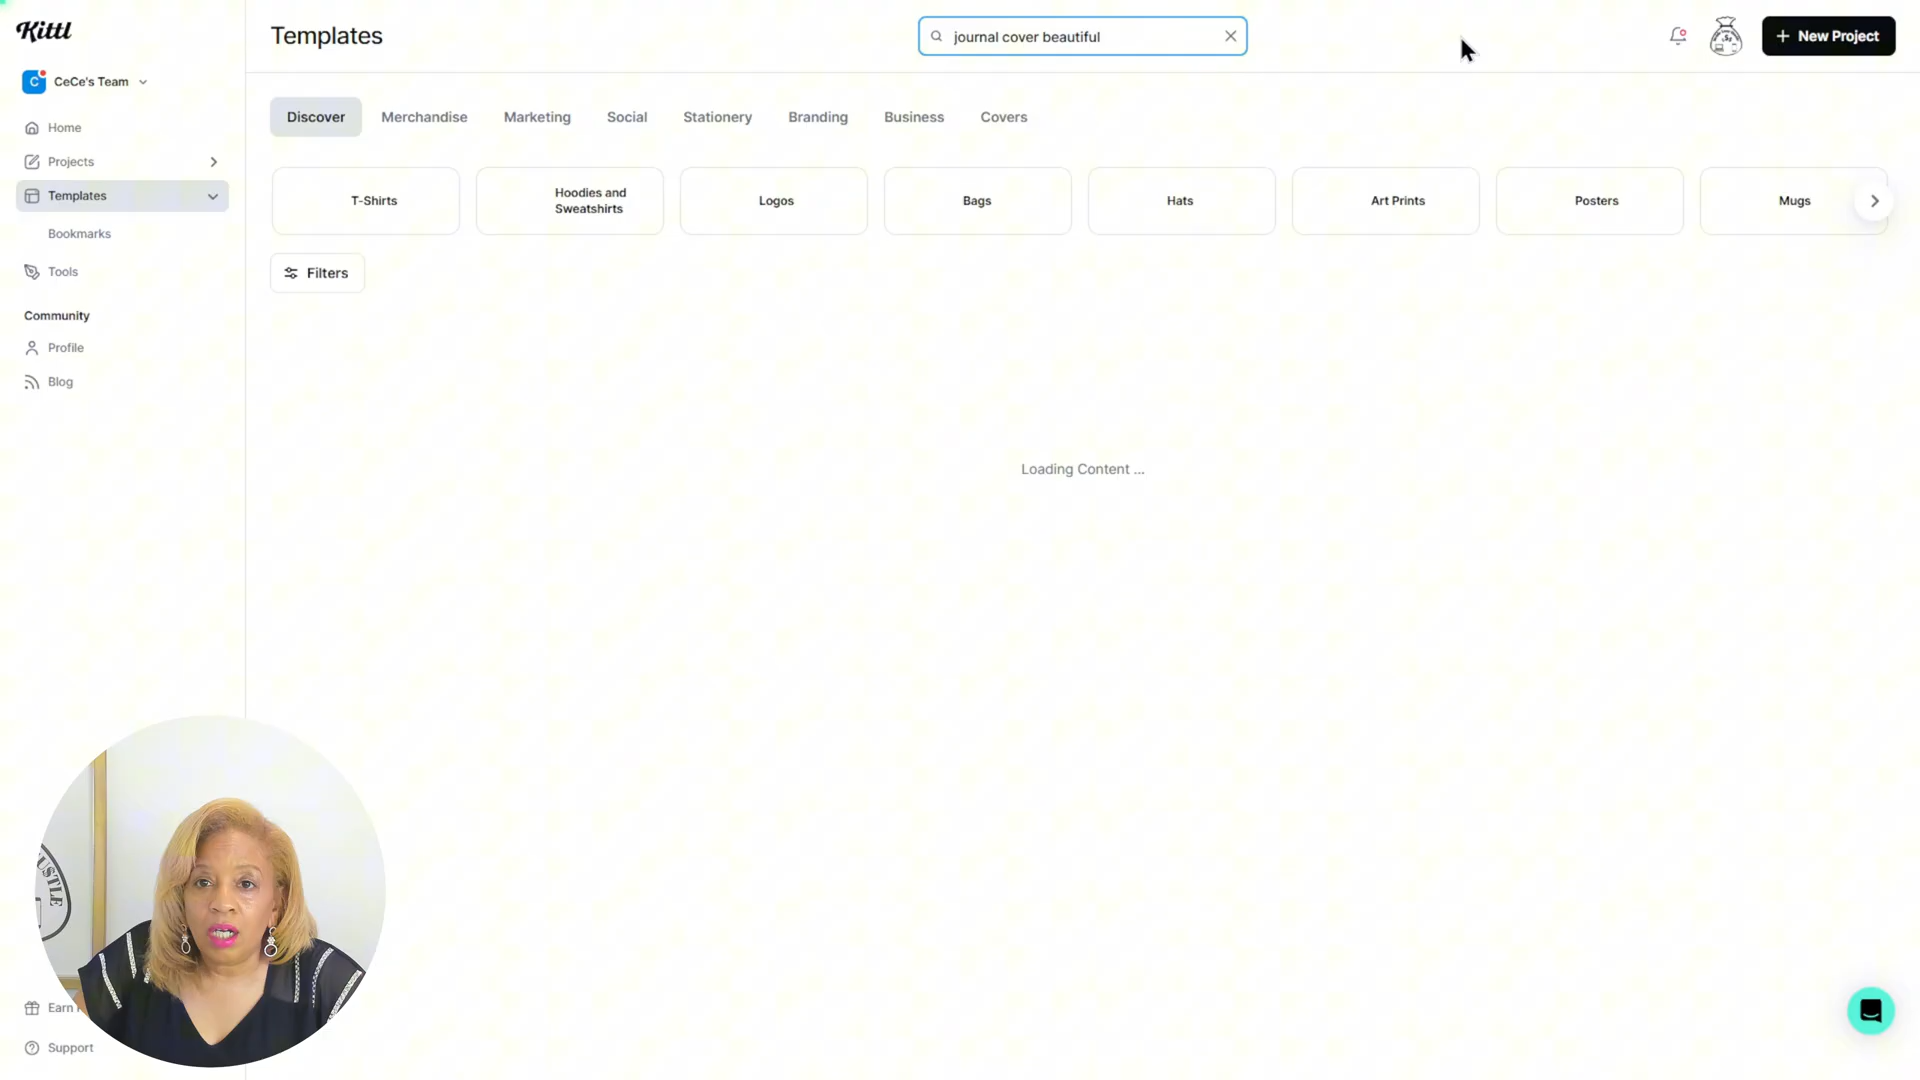 Kittl
Templates
journal cover beautiful
New Project
C
CeCe's Team
Home
Projects
Templates
Bookmarks
Tools
Community
Profile
Blog
Discover
Merchandise
Marketing
Social
Stationery
Branding
Business
Covers
T-Shirts
Hoodies and
Sweatshirts
Logos
Bags
Hats
Art Prints
Posters
Mugs
Filters
Loading Content ...
Earn
Support